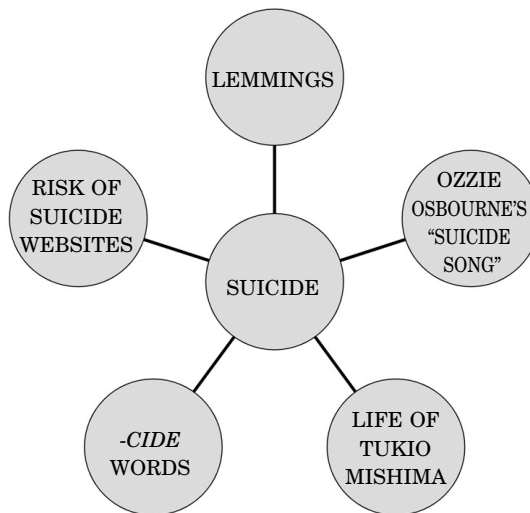 LEMMINGS
RISK OF
SUICIDE
WEBSITES
OZZIE
OSBOURNE'S
“SUICIDE
SONG”
SUICIDE
-CIDE
WORDS
LIFE OF
TUKIO
MISHIMA